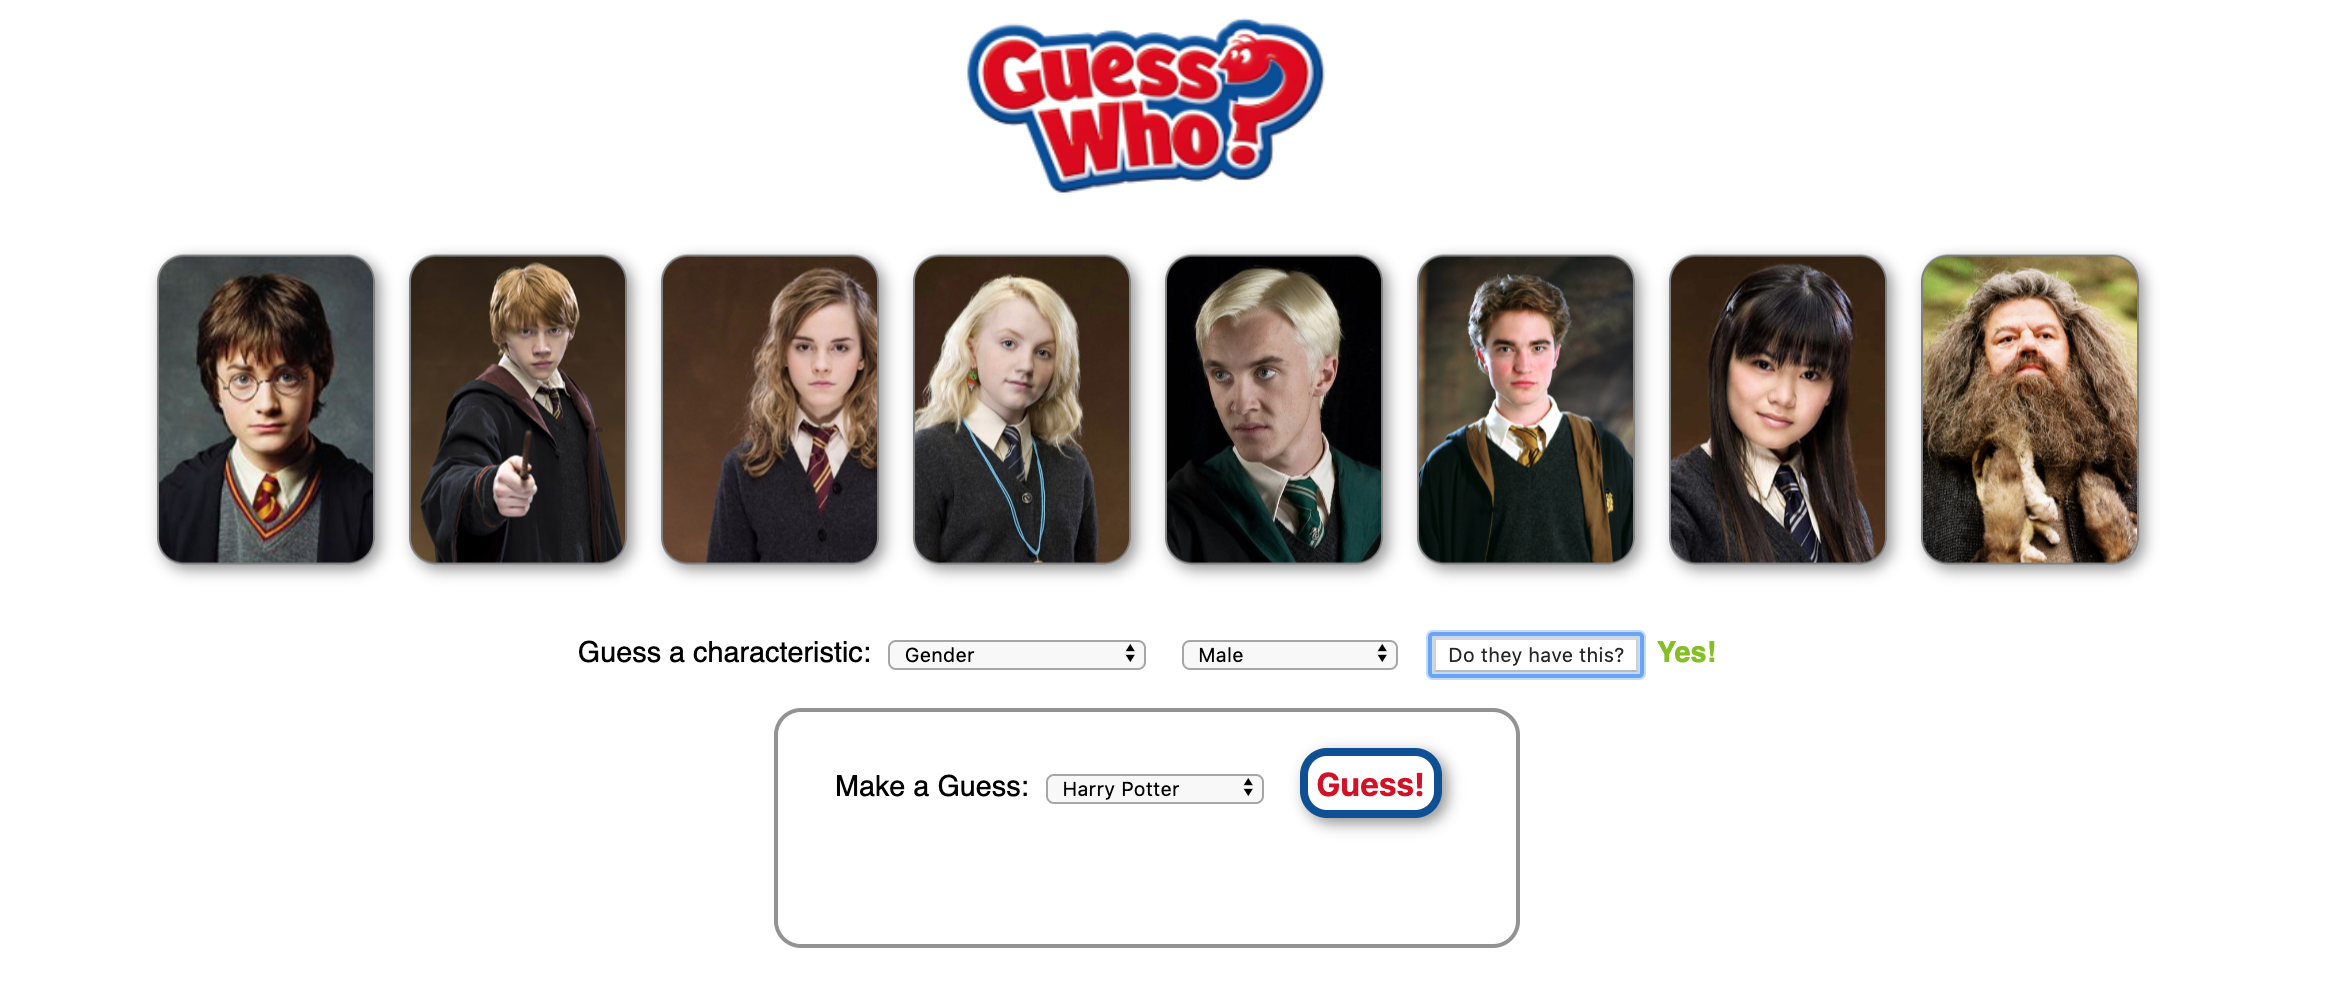 Guess
Who?
Guess a characteristic: Gender Male Do they have this? Yes!
Make a Guess: Harry Potter Guess!